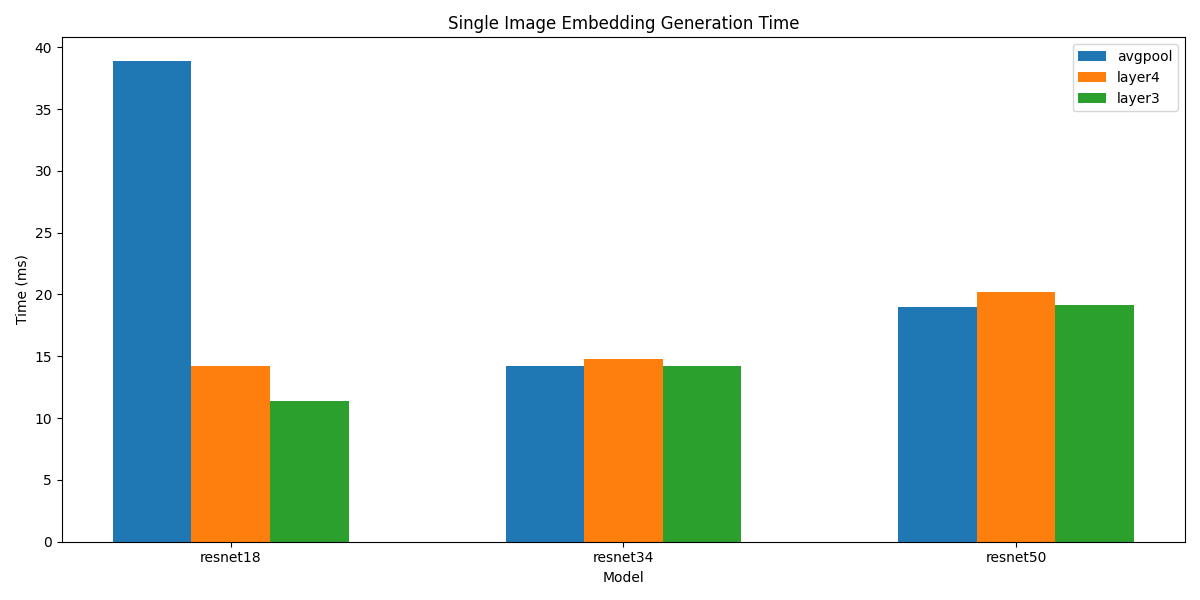 Single Image Embedding Generation Time
avgpool
layer4
layer3
Time (ms)
40
35
30
25
20
15
10
5
0
resnet18
resnet34
resnet50
Model